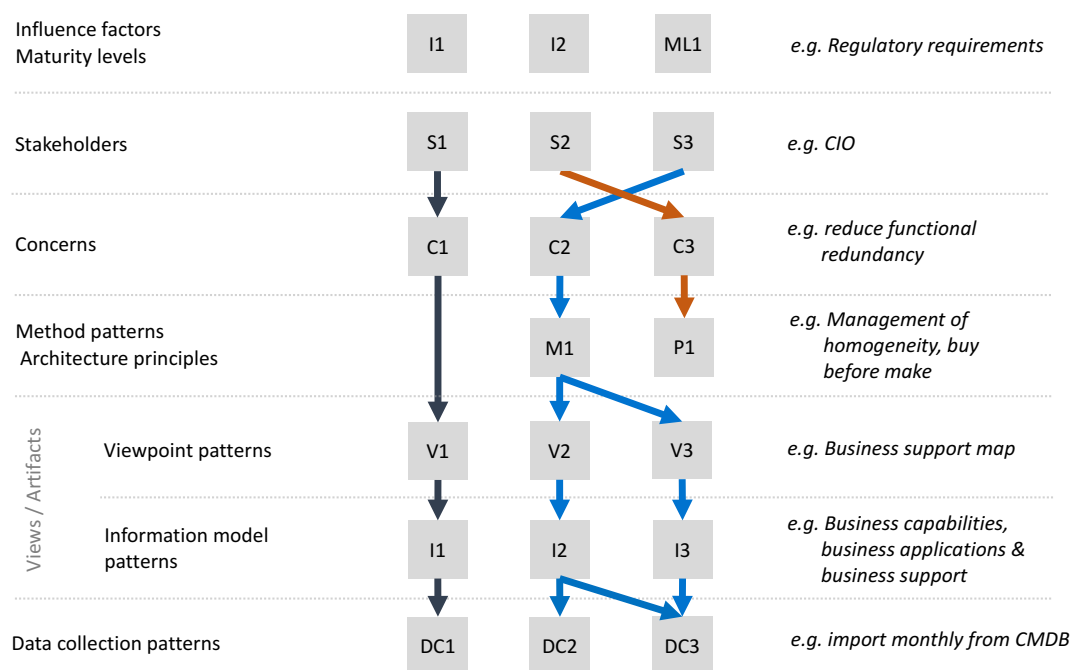 Influence factors
Maturity levels
I1
I2
ML1
e.g. Regulatory requirements
Stakeholders
S1
S2
S3
e.g. CIO
Concerns
C1
C2
C3
e.g. reduce functional
redundancy
Method patterns
Architecture principles
M1
P1
e.g. Management of
homogeneity, buy
before make
Views / Artifacts
Viewpoint patterns
V1
V2
V3
e.g. Business support map
Information model
patterns
I1
I2
I3
e.g. Business capabilities,
business applications &
business support
Data collection patterns
DC1
DC2
DC3
e.g. import monthly from CMDB